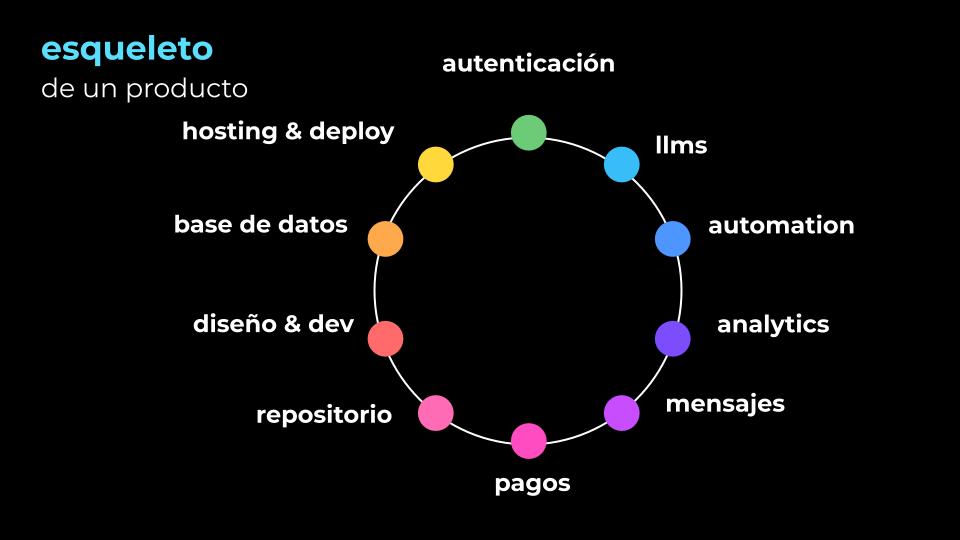 esqueleto
de un producto
autenticación
hosting & deploy
llms
base de datos
automation
diseño & dev
analytics
repositorio
mensajes
pagos